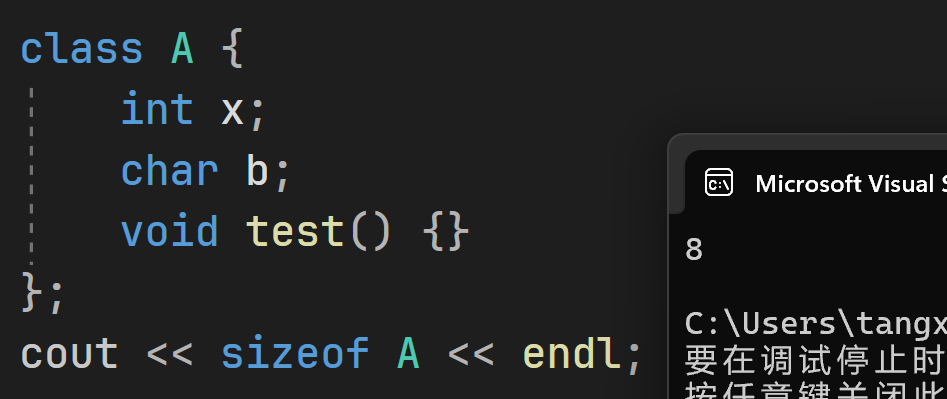 class A {
    int x;
    char b;
    void test() {}
};
cout << sizeof A << endl;
Microsoft Visual
8
C:\Users\tangx
要在调试停止时
按任意键关闭此